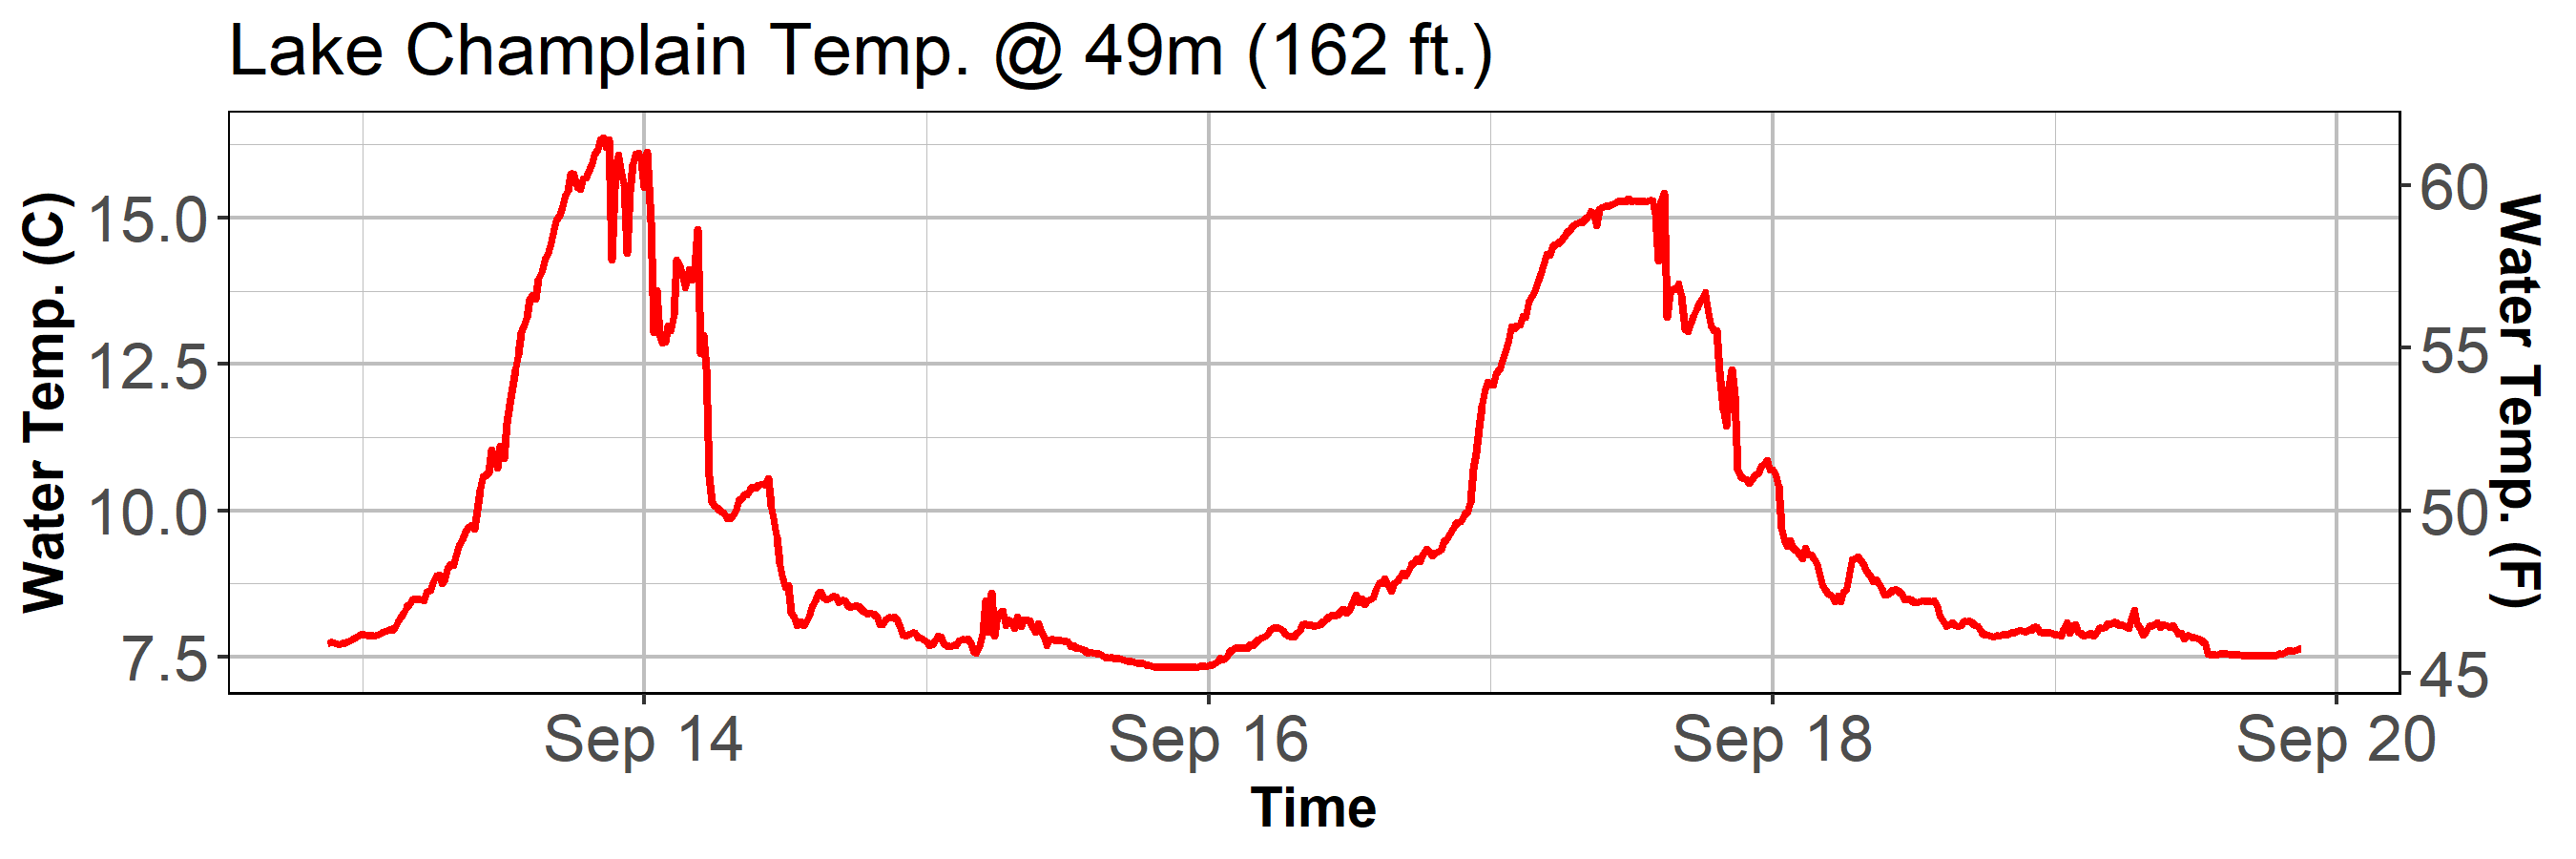 Lake Champlain Temp. @ 49m (162 ft.)
Water Temp. (C)
15.0
12.5
10.0
7.5
60
55
50
45
Water Temp. (F)
Sep 14
Sep 16
Sep 18
Sep 20
Time